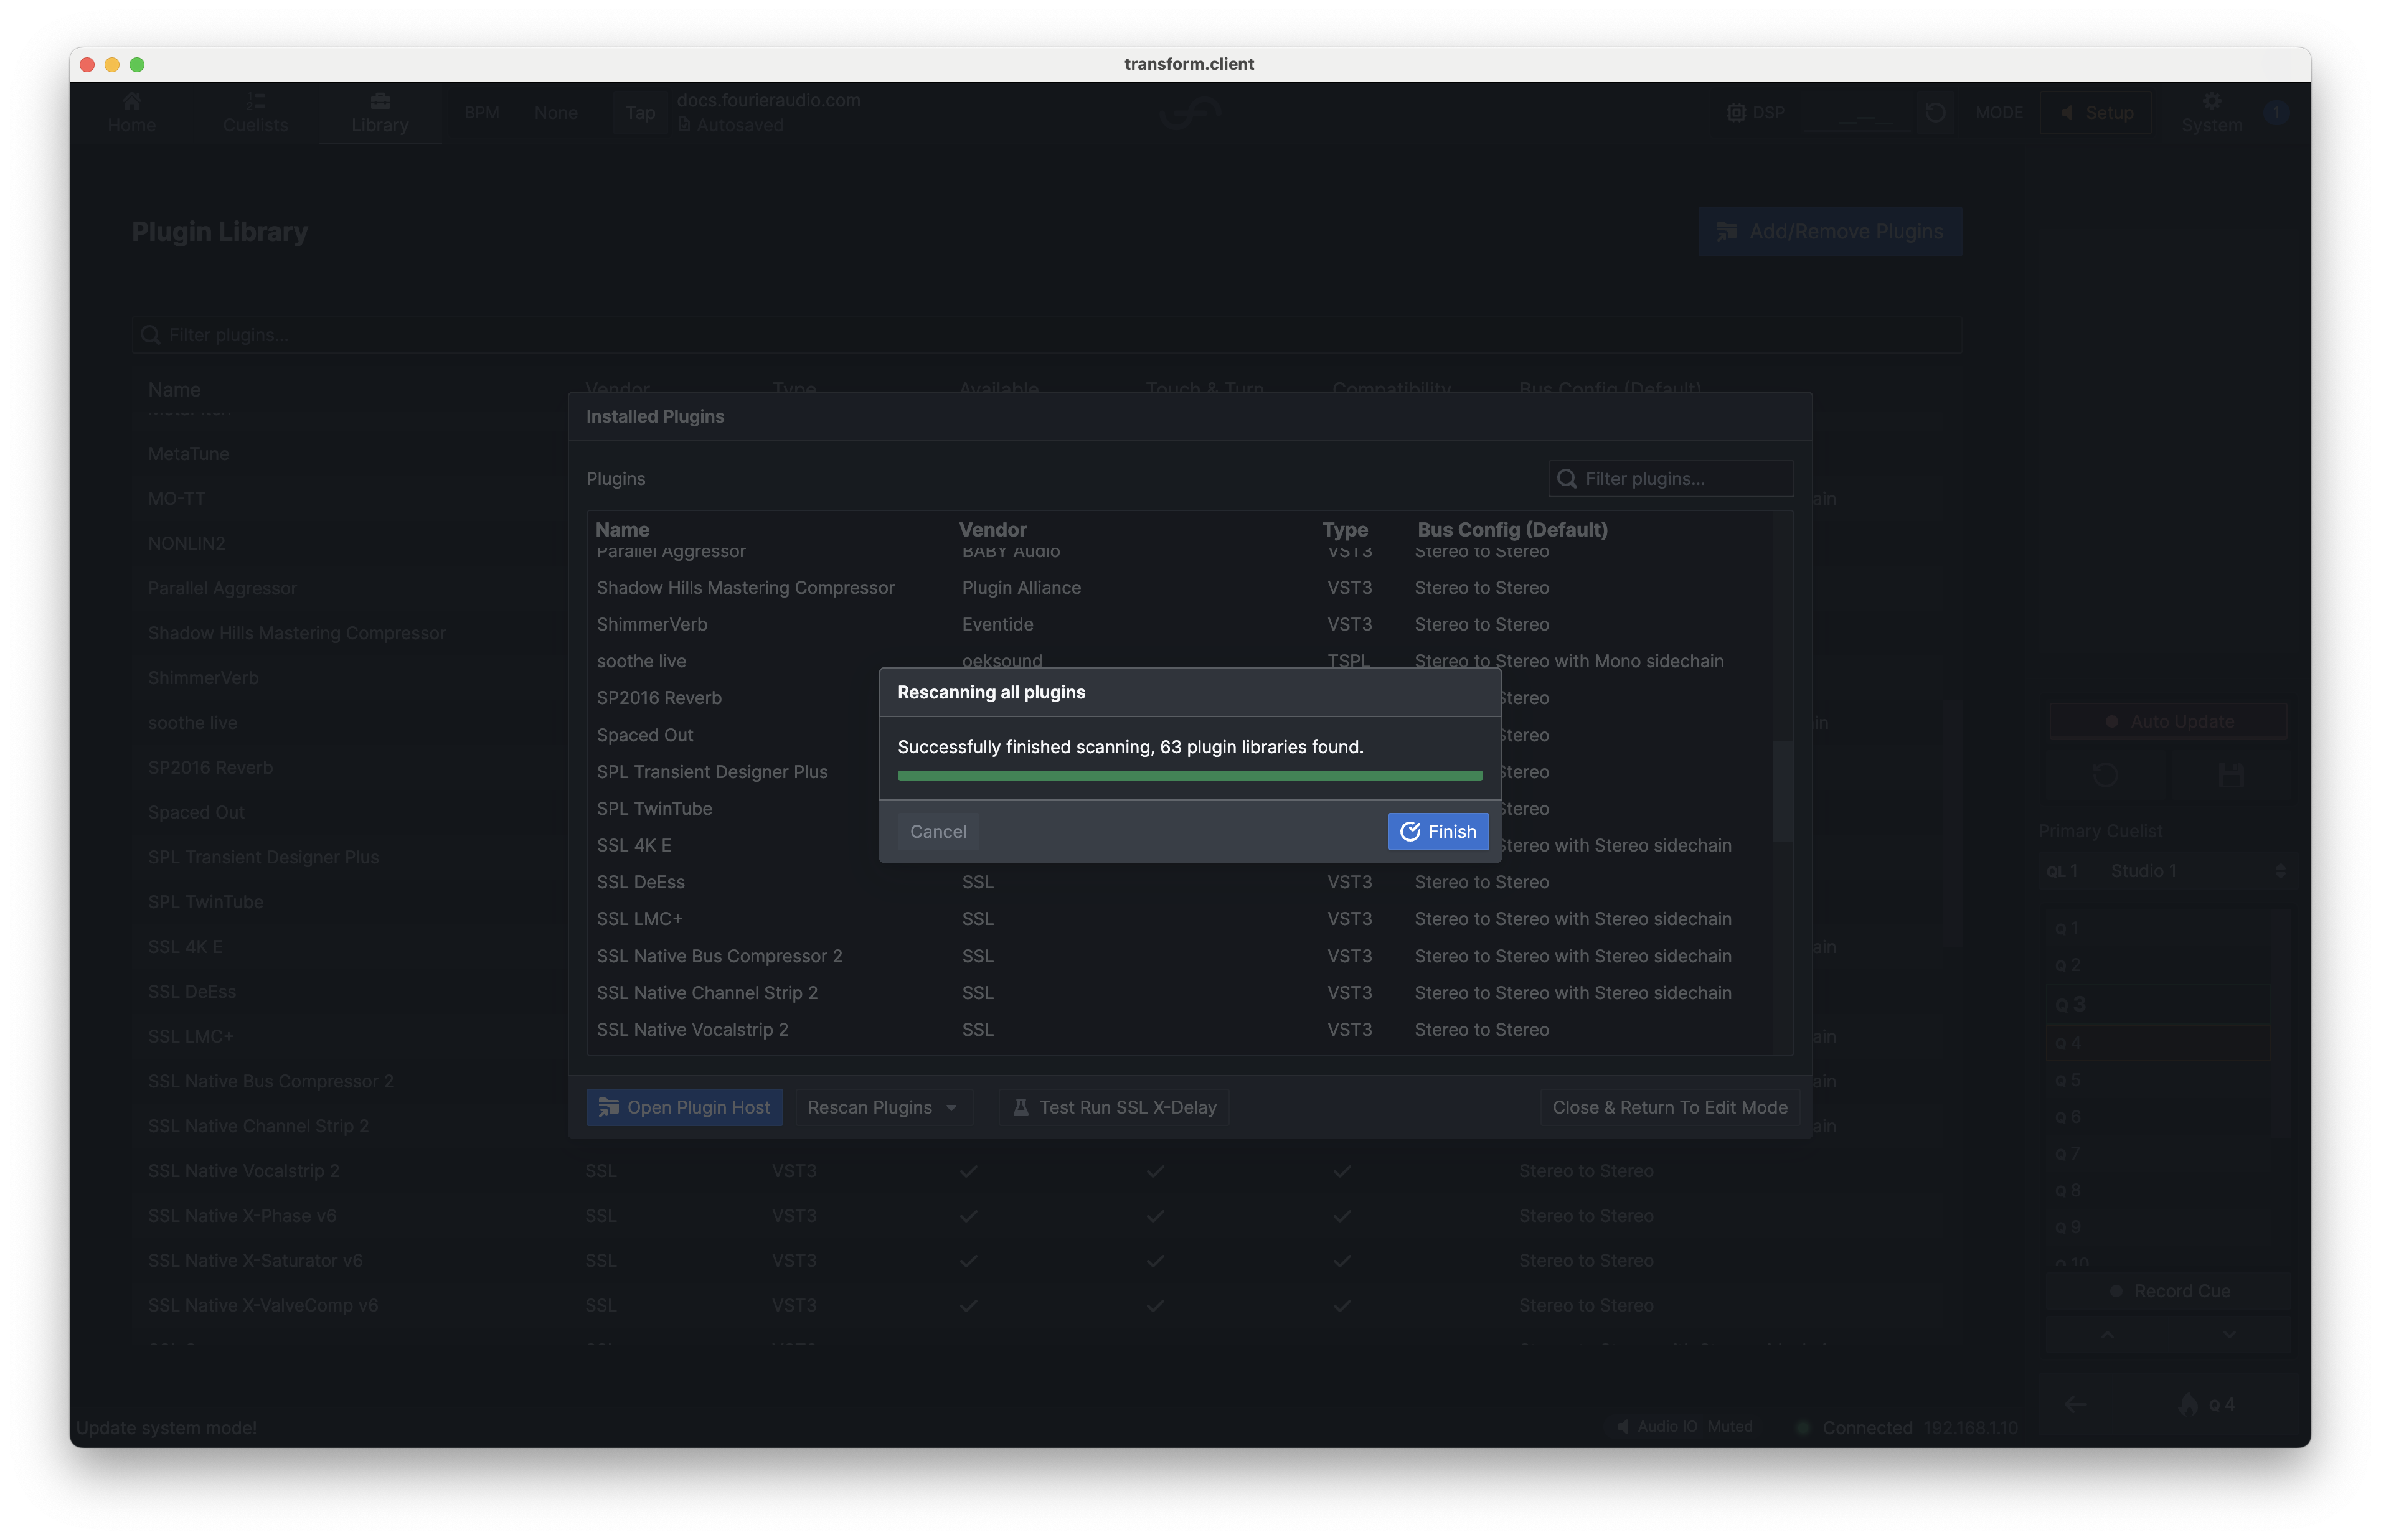 transform.client
Home
Cuelists
Library
BPM None Tap
docs.fourieraudio.com
Autosaved
DSP
MODE
Setup
System
1
Plugin Library
Add/Remove Plugins
Filter plugins...
Name Vendor Type Available Touch & Turn Compatibility Bus Config (Default)
MetaTune
MO-TT
NONLIN2
Parallel Aggressor
Shadow Hills Mastering Compressor
ShimmerVerb
soothe live
SP2016 Reverb
Spaced Out
SPL Transient Designer Plus
SPL TwinTube
SSL 4K E
SSL DeEss
SSL LMC+
SSL Native Bus Compressor 2
SSL Native Channel Strip 2
SSL Native Vocalstrip 2 SSL VST3 Stereo to Stereo
SSL Native X-Phase v6 SSL VST3 Stereo to Stereo
SSL Native X-Saturator v6 SSL VST3 Stereo to Stereo
SSL Native X-ValveComp v6 SSL VST3 Stereo to Stereo
Installed Plugins
Plugins
Filter plugins...
Name Vendor Type Bus Config (Default)
Parallel Aggressor BABY Audio VST3 Stereo to Stereo
Shadow Hills Mastering Compressor Plugin Alliance VST3 Stereo to Stereo
ShimmerVerb Eventide VST3 Stereo to Stereo
soothe live oeksound TSPL Stereo to Stereo with Mono sidechain
SP2016 Reverb Stereo
Spaced Out Stereo
SPL Transient Designer Plus Stereo
SPL TwinTube Stereo
SSL 4K E Stereo with Stereo sidechain
SSL DeEss SSL VST3 Stereo to Stereo
SSL LMC+ SSL VST3 Stereo to Stereo with Stereo sidechain
SSL Native Bus Compressor 2 SSL VST3 Stereo to Stereo with Stereo sidechain
SSL Native Channel Strip 2 SSL VST3 Stereo to Stereo with Stereo sidechain
SSL Native Vocalstrip 2 SSL VST3 Stereo to Stereo
Open Plugin Host
Rescan Plugins
Test Run SSL X-Delay
Close & Return To Edit Mode
Rescanning all plugins
Successfully finished scanning, 63 plugin libraries found.
Cancel
Finish
Auto Update
Primary Cuelist
QL 1 Studio 1
Q 1
Q 2
Q 3
Q 4
Q 5
Q 6
Q 7
Q 8
Q 9
Q 10
Record Cue
Q 4
Update system mode!
Audio IO Muted
Connected 192.168.1.10